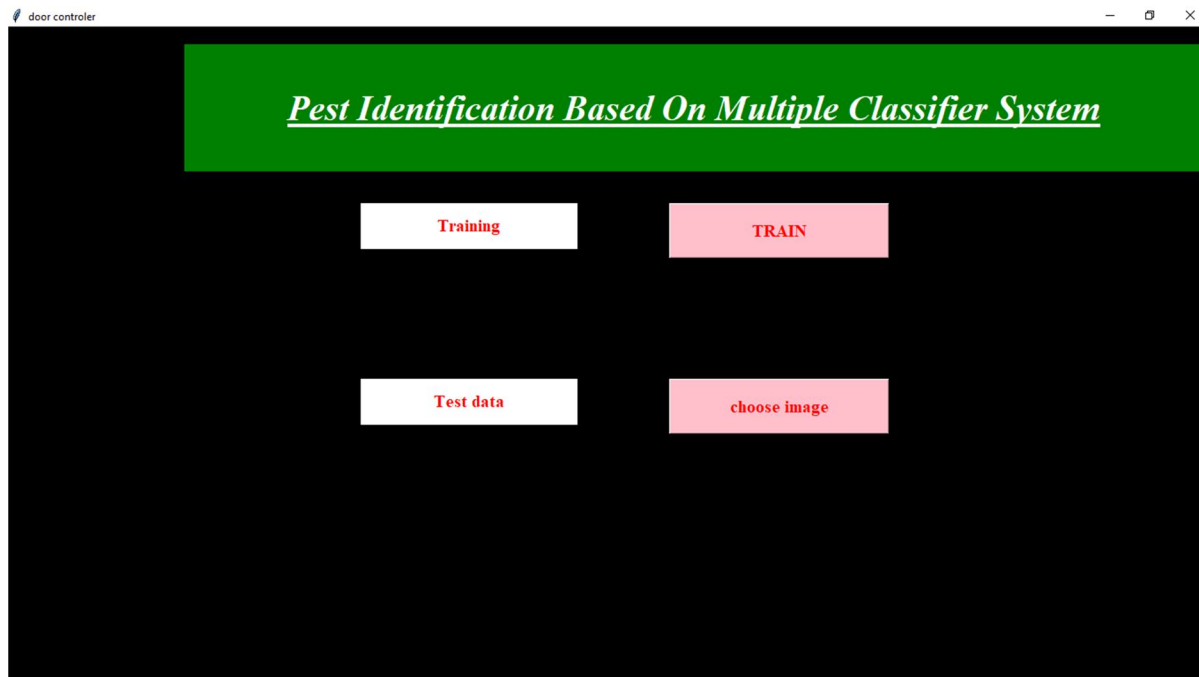 door controler
Pest Identification Based On Multiple Classifier System
Training
TRAIN
Test data
choose image